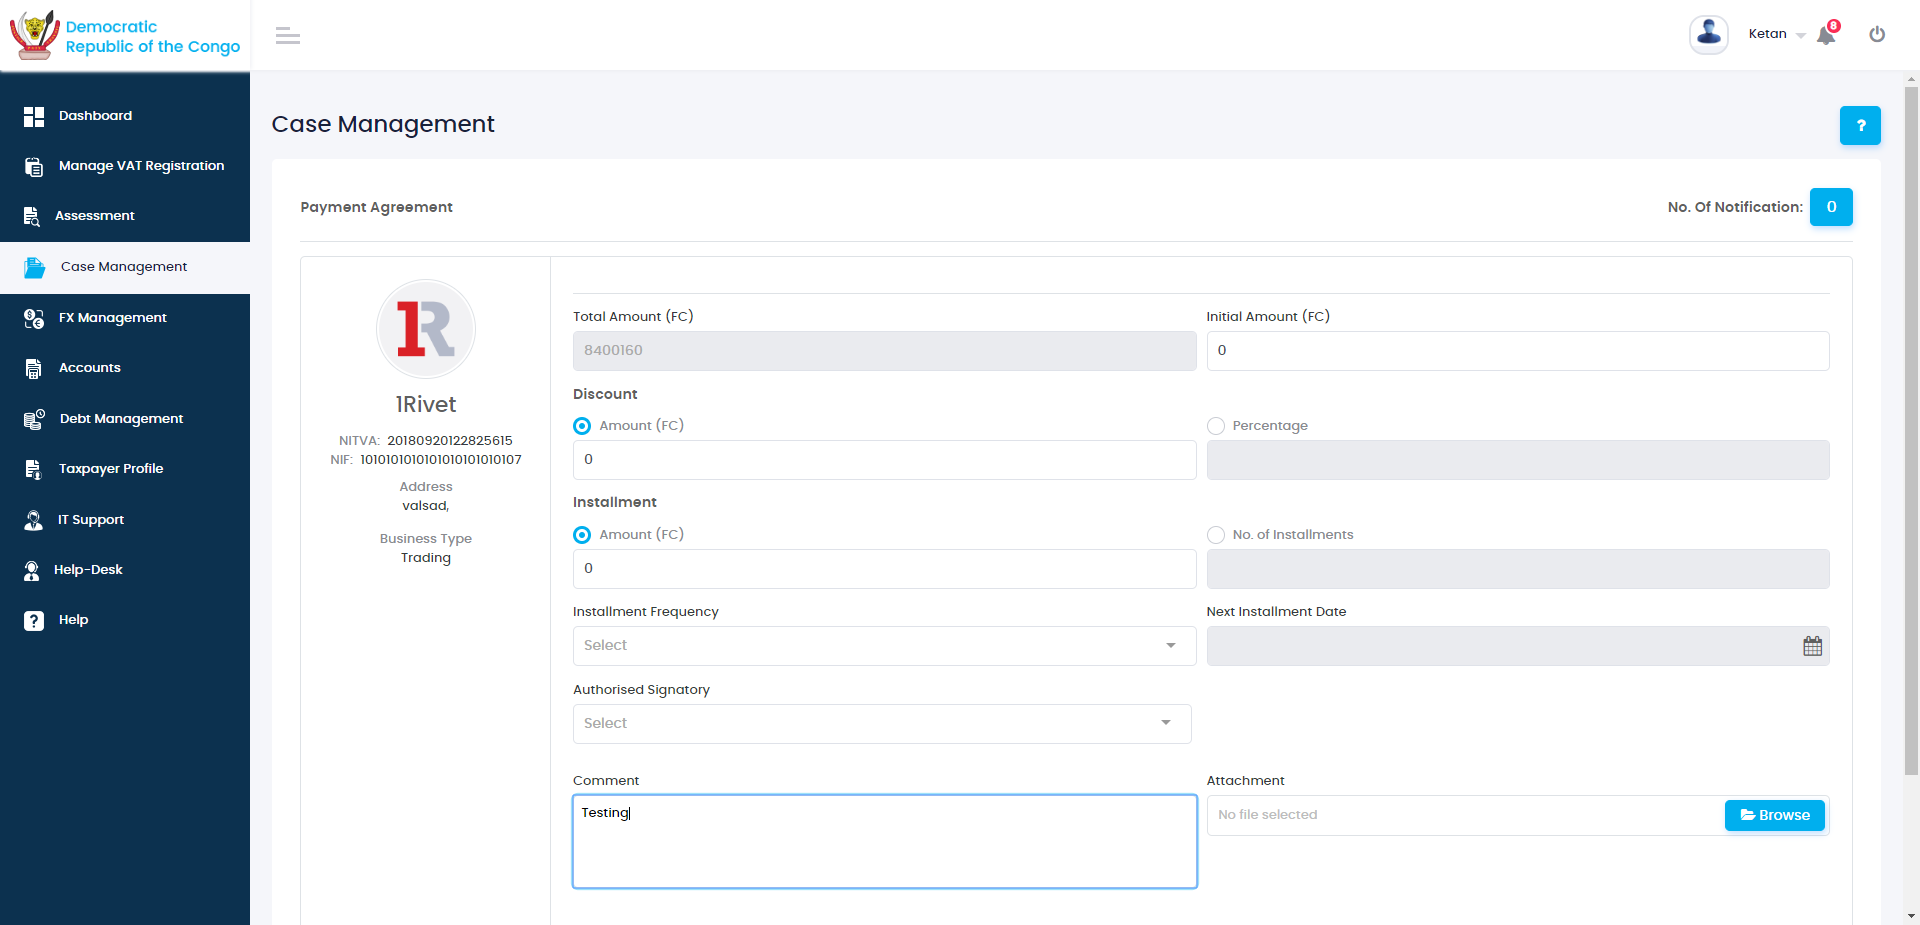 Democratic
Republic of the Congo
Ketan
8
Dashboard
Manage VAT Registration
Assessment
Case Management
FX Management
Accounts
Debt Management
Taxpayer Profile
IT Support
Help-Desk
Help
Case Management
?
Payment Agreement
No. Of Notification: 0
1R
1Rivet
NITVA: 20180920122825615
NIF: 1010101010101010101010107
Address
valsad,
Business Type
Trading
Total Amount (FC)
8400160
Initial Amount (FC)
0
Discount
Amount (FC)
0
Percentage
Installment
Amount (FC)
0
No. of Installments
Installment Frequency
Select
Next Installment Date
Authorised Signatory
Select
Comment
Testing
Attachment
No file selected
Browse